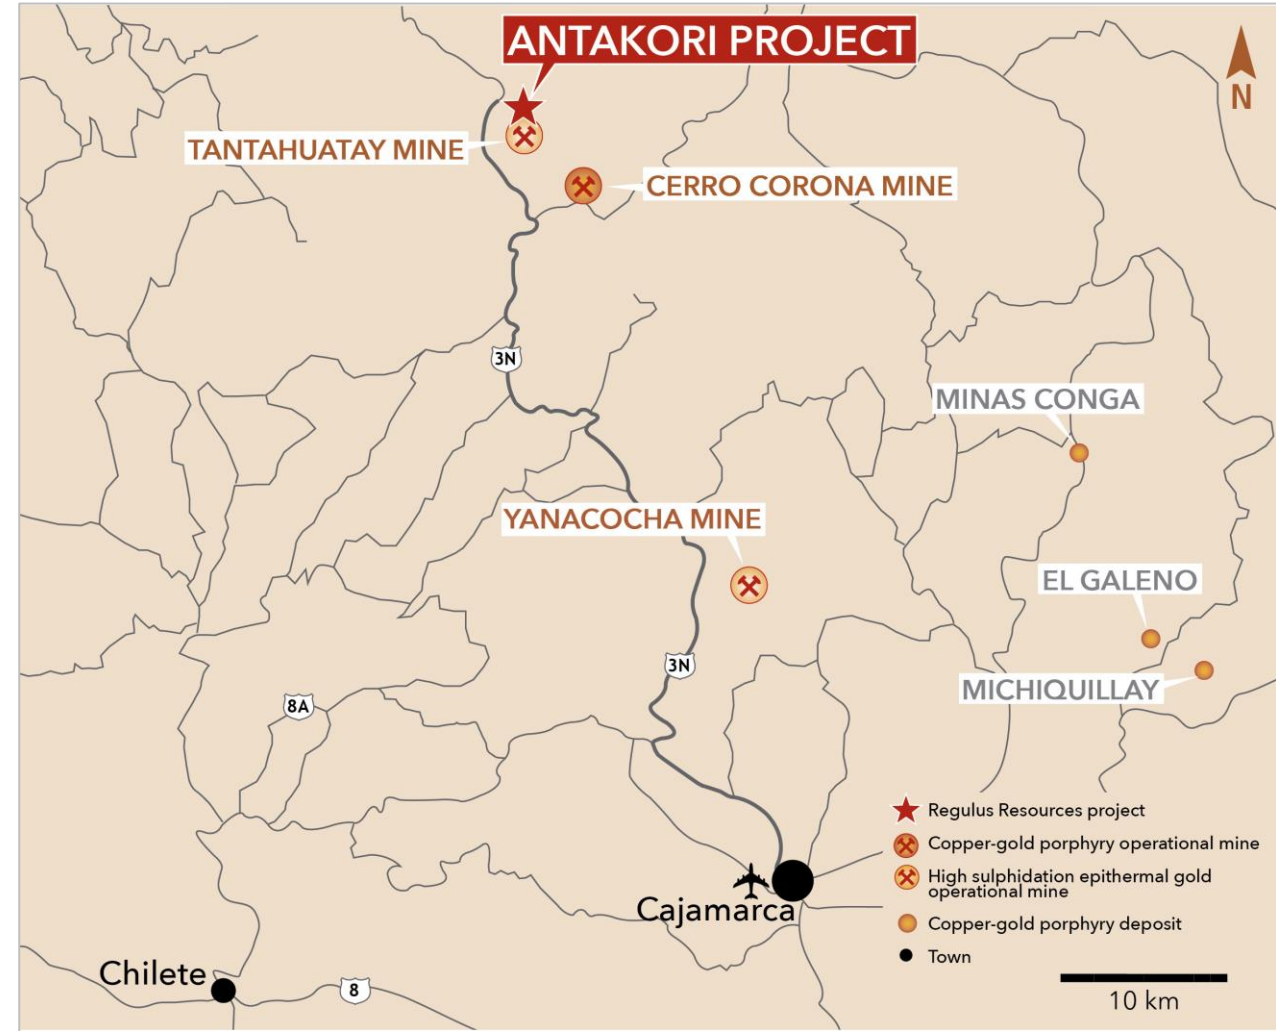 ANTAKORI PROJECT
N
TANTAHUATAY MINE
CERRO CORONA MINE
3N
MINAS CONGA
YANACOCHA MINE
EL GALENO
3N
MICHIQUILLAY
8A
Regulus Resources project
Copper-gold porphyry operational mine
High sulphidation epithermal gold
operational mine
Copper-gold porphyry deposit
Town
Cajamarca
Chilete
8
10 km